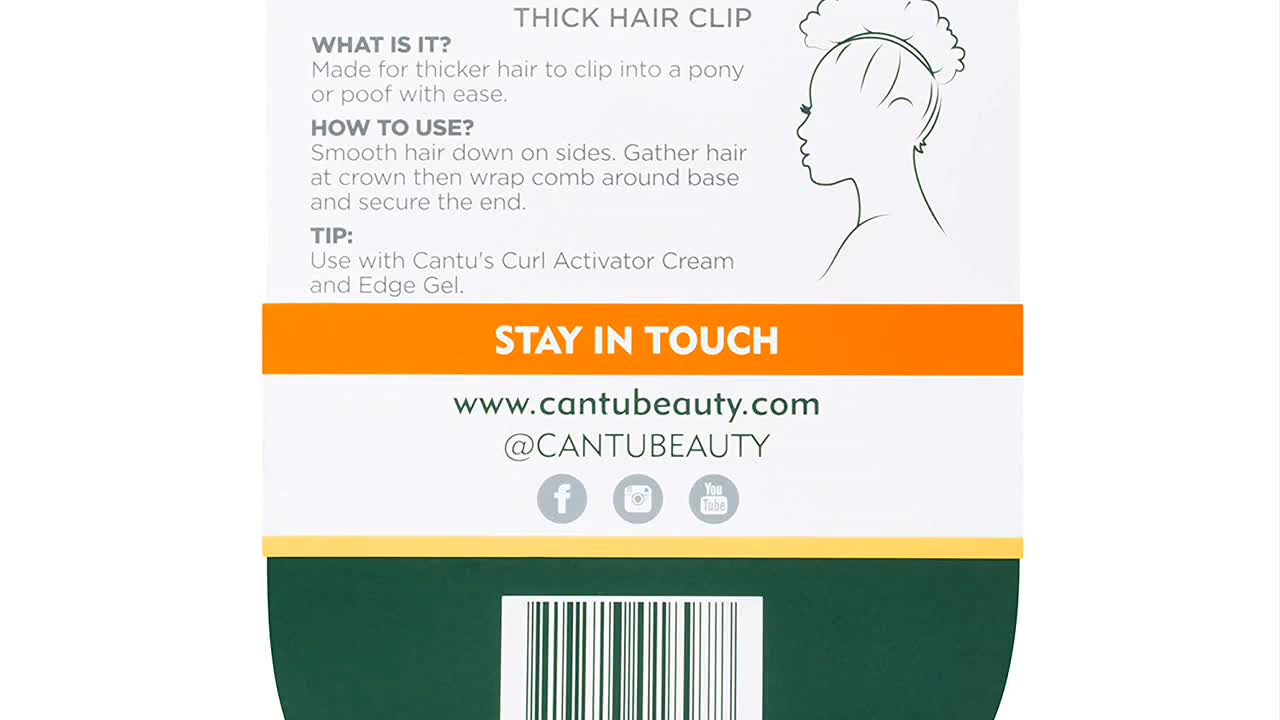 THICK HAIR CLIP
WHAT IS IT?
Made for thicker hair to clip into a pony
or poof with ease.
HOW TO USE?
Smooth hair down on sides. Gather hair
at crown then wrap comb around base
and secure the end.
TIP:
Use with Cantu's Curl Activator Cream
and Edge Gel.
STAY IN TOUCH
www.cantubeauty.com
@CANTUBEAUTY
f
You
Tube